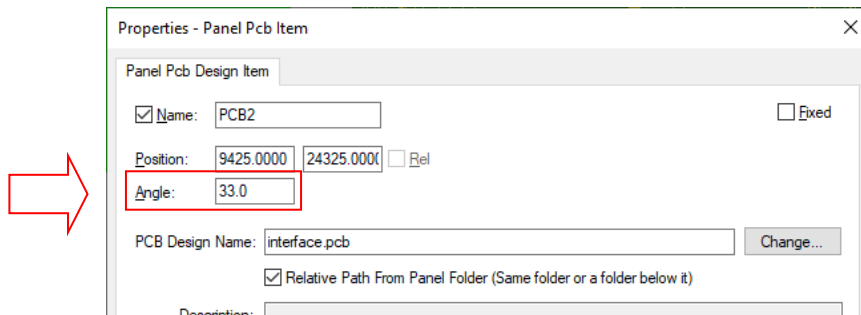 Properties - Panel Pcb Item
Panel Pcb Design Item
Name: PCB2 Fixed
Position: 9425.0000 24325.000( Rel
Angle: 33.0
PCB Design Name: interface.pcb Change...
Relative Path From Panel Folder (Same folder or a folder below it)
Description: